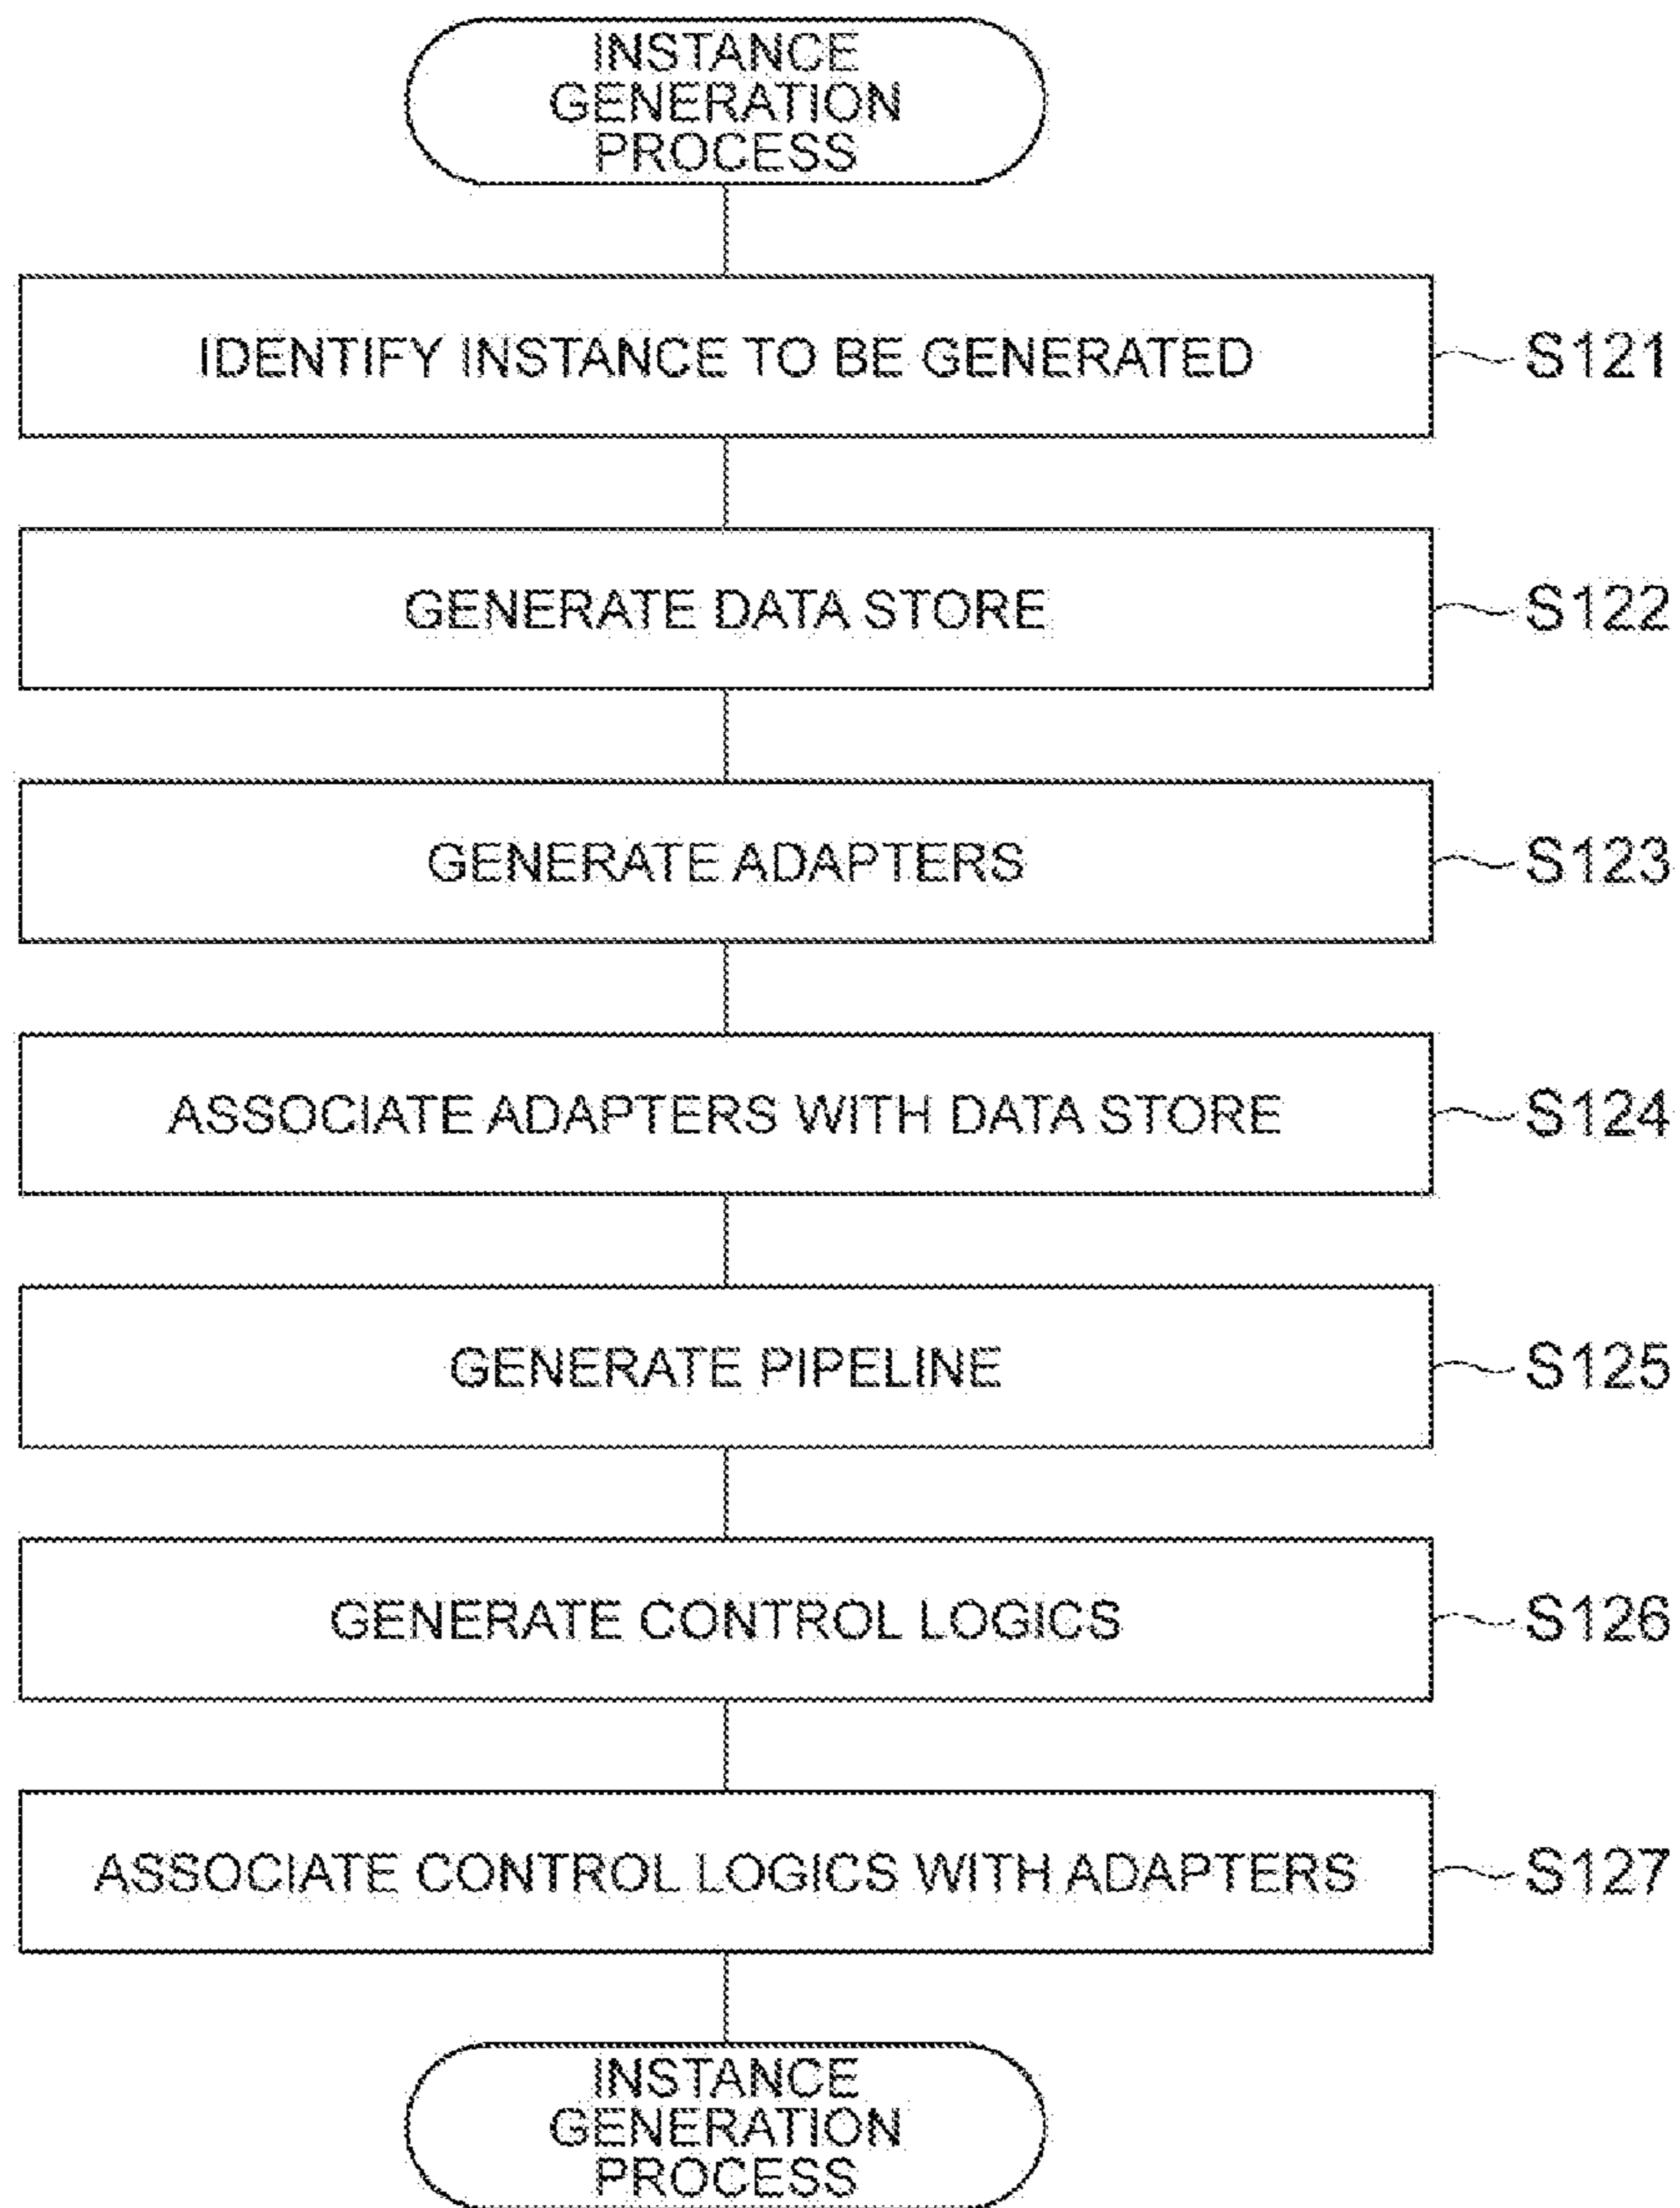 INSTANCE
GENERATION
PROCESS
IDENTIFY INSTANCE TO BE GENERATED
S121
GENERATE DATA STORE
S122
GENERATE ADAPTERS
S123
ASSOCIATE ADAPTERS WITH DATA STORE
S124
GENERATE PIPELINE
S125
GENERATE CONTROL LOGICS
S126
ASSOCIATE CONTROL LOGICS WITH ADAPTERS
S127
INSTANCE
GENERATION
PROCESS